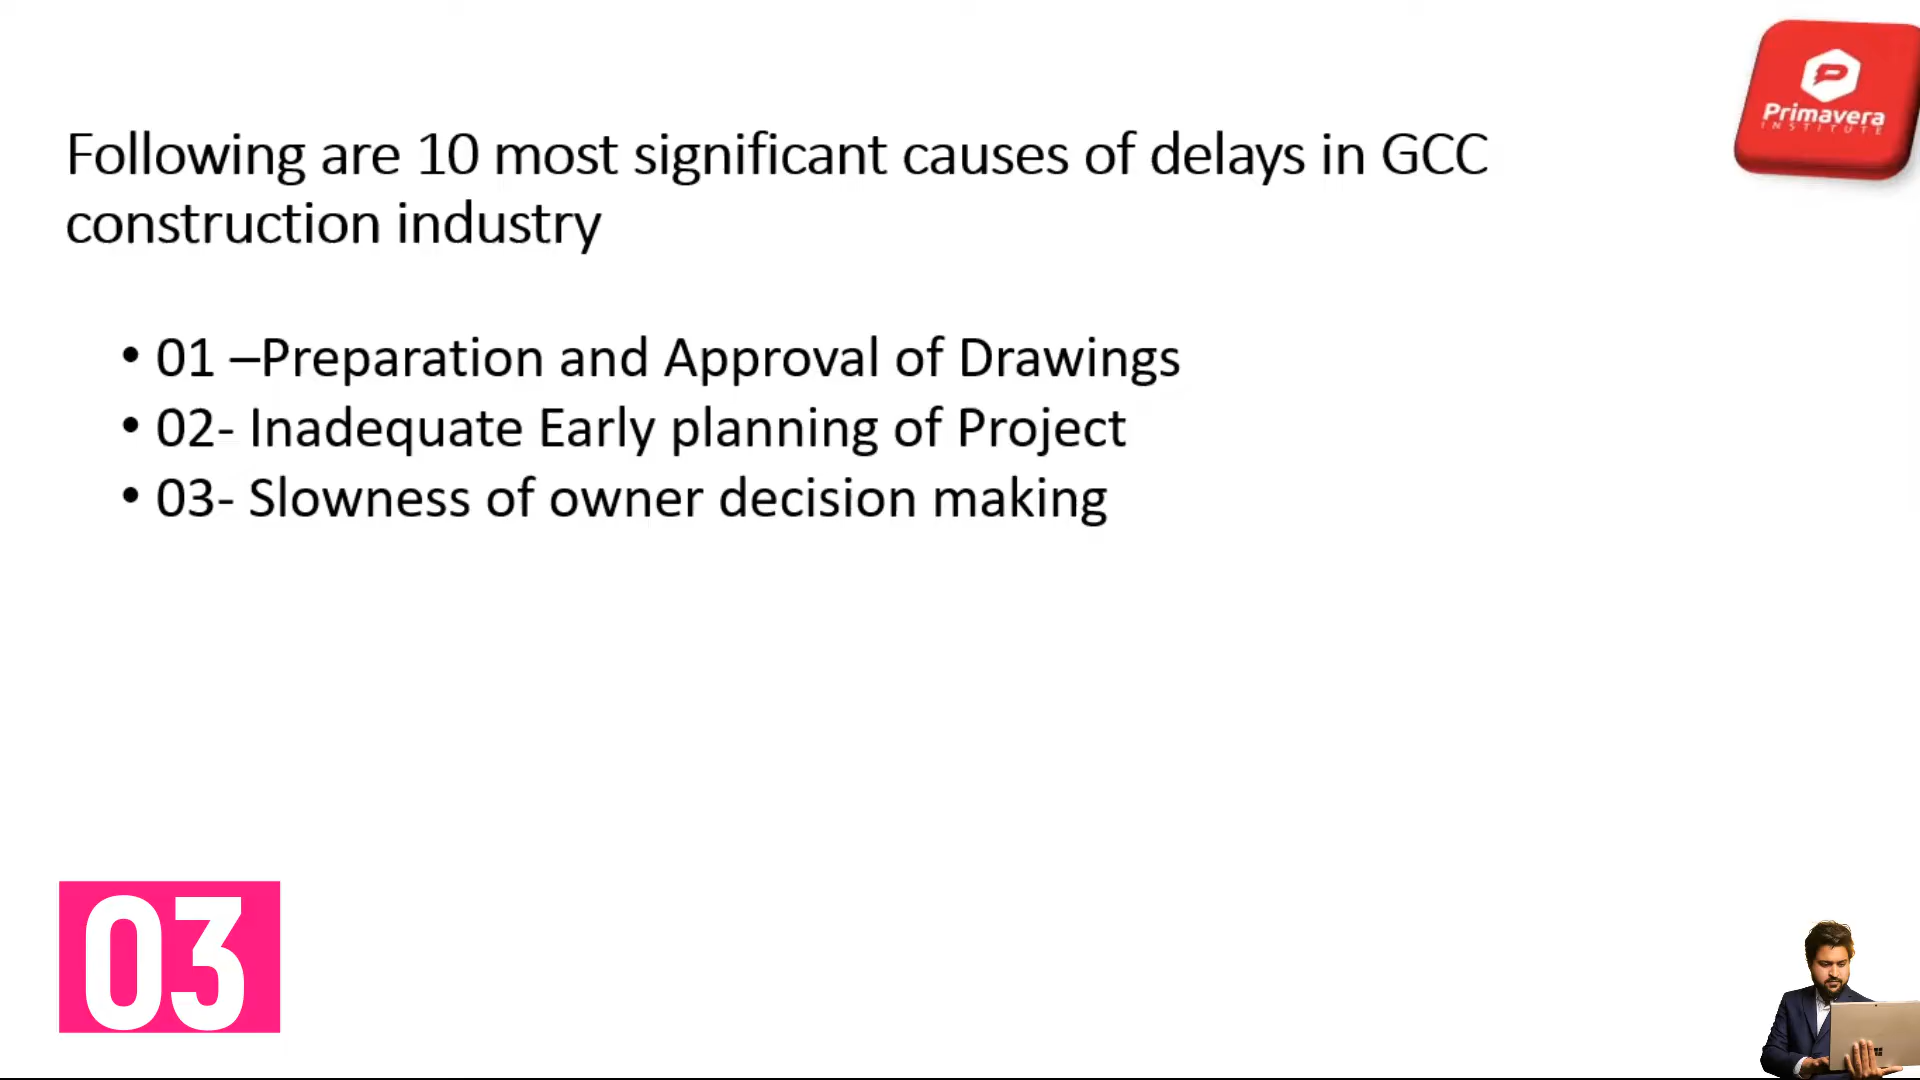 Primavera
INSTITUTE
Following are 10 most significant causes of delays in GCC
construction industry
• 01 –Preparation and Approval of Drawings
• 02- Inadequate Early planning of Project
• 03- Slowness of owner decision making
03